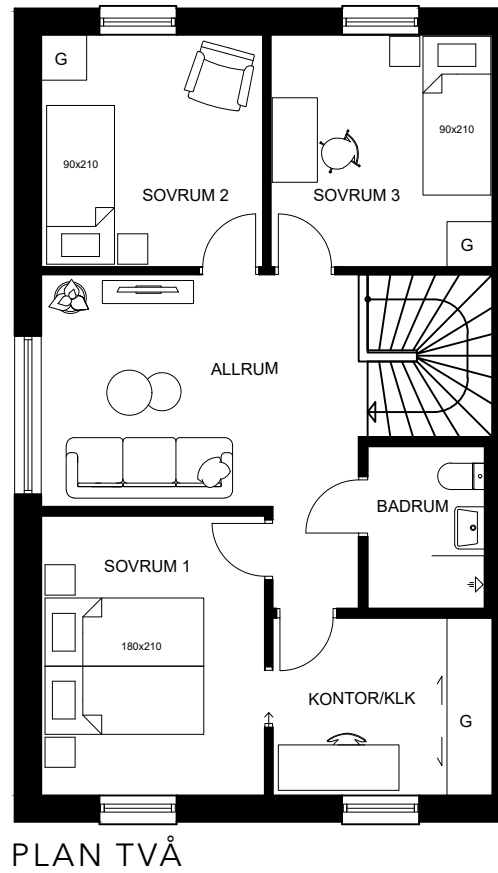 G
90x210
90x210
SOVRUM 2
SOVRUM 3
G
ALLRUM
BADRUM
SOVRUM 1
180x210
KONTOR/KLK
G
PLAN TVÅ